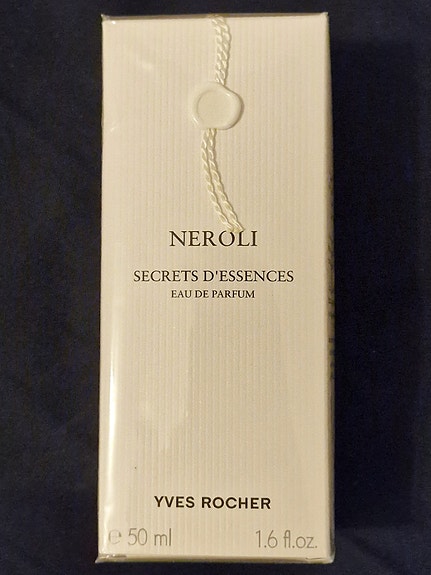 NEROLI
SECRETS D'ESSENCES
EAU DE PARFUM
YVES ROCHER
℮ 50 ml 1.6 fl.oz.